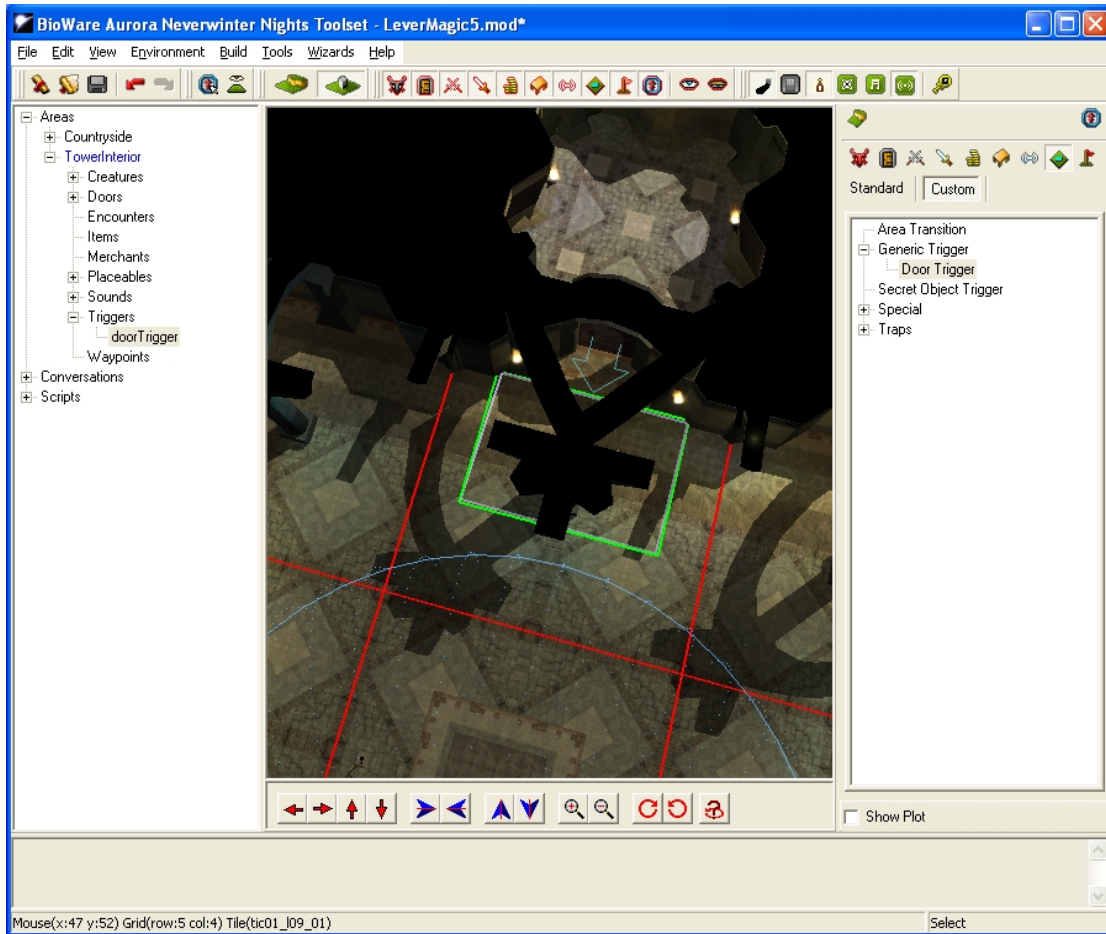 BioWare Aurora Neverwinter Nights Toolset - LeverMagic5.mod*
File Edit View Environment Build Tools Wizards Help
Areas
Countryside
TowerInterior
Creatures
Doors
Encounters
Items
Merchants
Placeables
Sounds
Triggers
doorTrigger
Waypoints
Conversations
Scripts
Standard Custom
Area Transition
Generic Trigger
Door Trigger
Secret Object Trigger
Special
Traps
Show Plot
Mouse(x:47 y:52) Grid(row:5 col:4) Tile(tic01_l09_01) Select